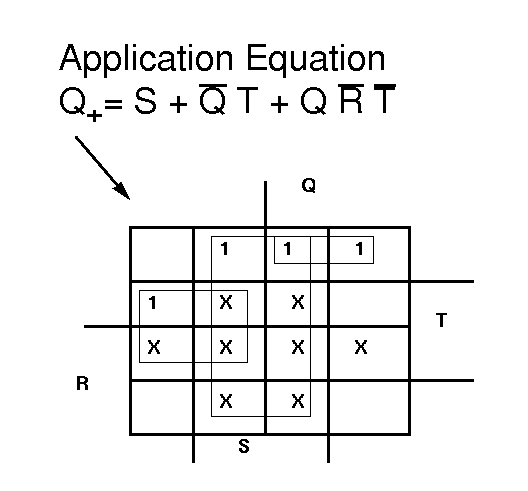 Application Equation
Q₊= S + Q̅ T + Q R̅ T̅
Q
1 1 1
1 X X
T
X X X X
R
X X
S